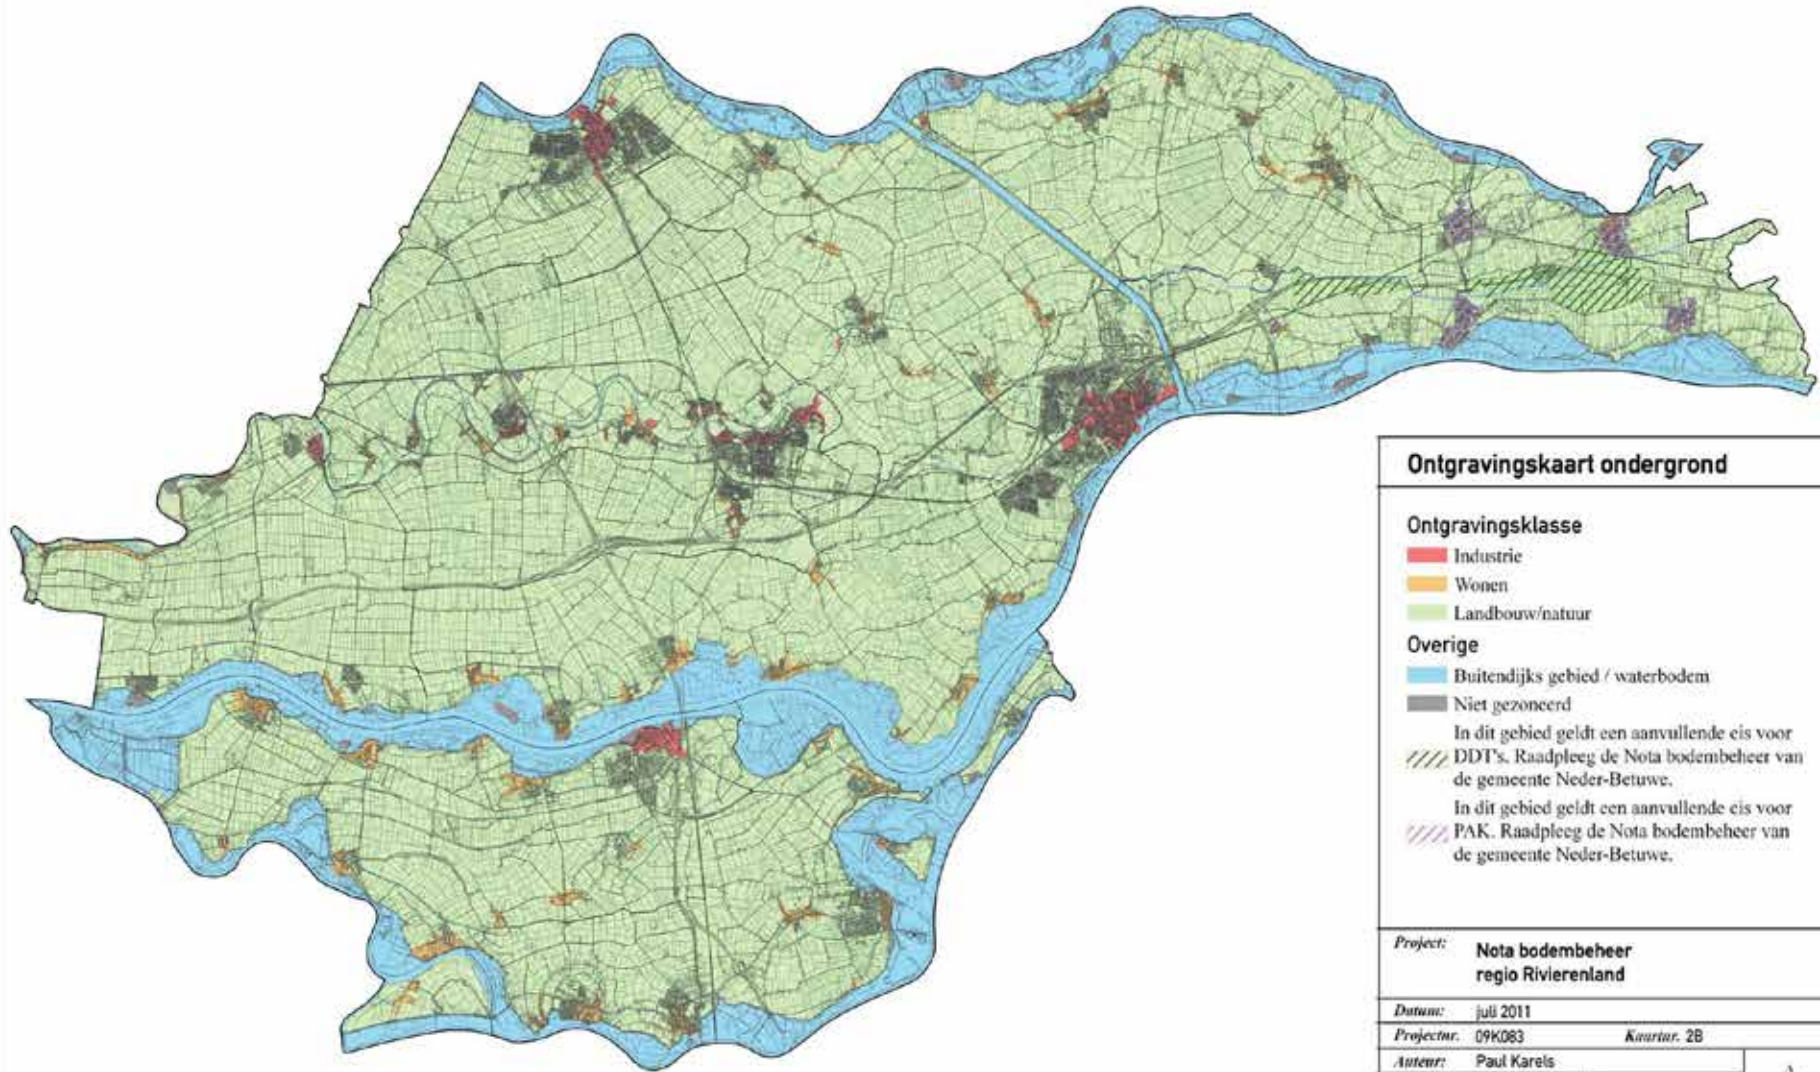 Ontgravingskaart ondergrond
Ontgravingsklasse
Industrie
Wonen
Landbouw/natuur
Overige
Buitendijks gebied / waterbodem
Niet gezoneerd
In dit gebied geldt een aanvullende eis voor
DDT's. Raadpleeg de Nota bodembeheer van
de gemeente Neder-Betuwe.
In dit gebied geldt een aanvullende eis voor
PAK. Raadpleeg de Nota bodembeheer van
de gemeente Neder-Betuwe.
Project: Nota bodembeheer
regio Rivierenland
Datum: juli 2011
Projectnr. 09K083 Kaartnr. 2B
Auteur: Paul Karels